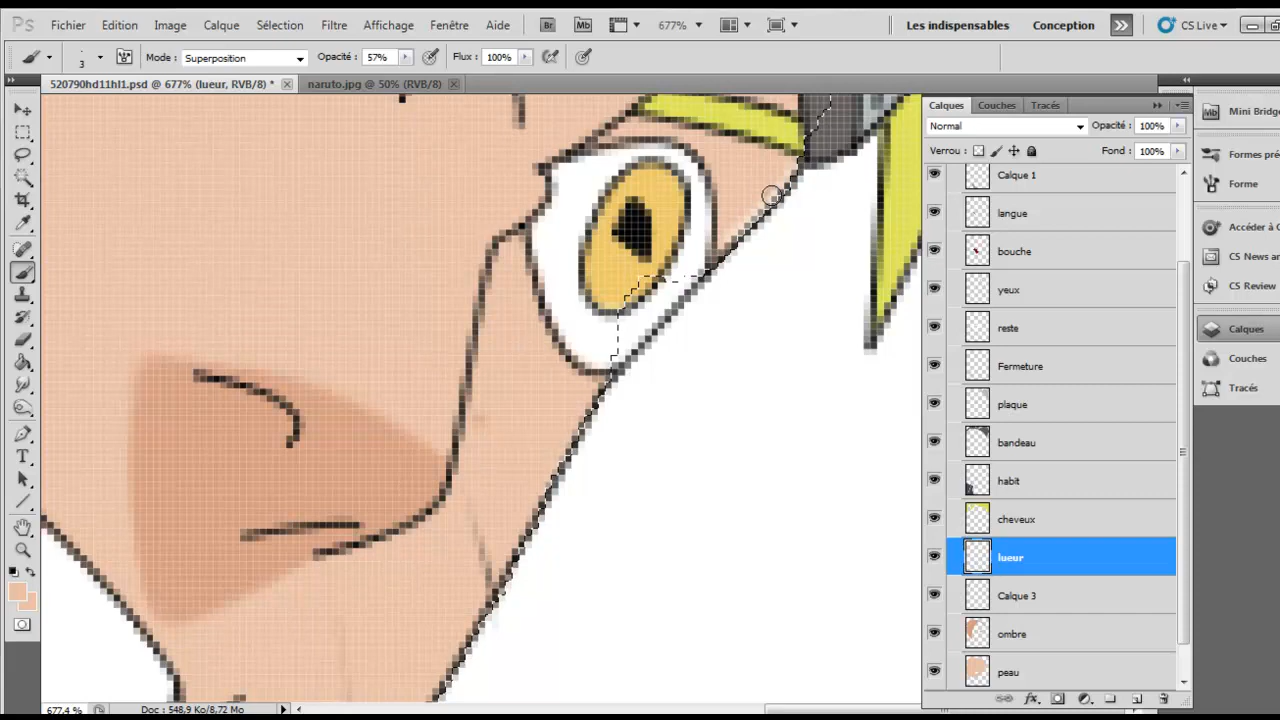 Ps Fichier Edition Image Calque Sélection Filtre Affichage Fenêtre Aide Br Mb 677% Les indispensables Conception CS Live
3 Mode : Superposition Opacité : 57% Flux : 100%
520790hd11hl1.psd @ 677% (lueur, RVB/8) * naruto.jpg @ 50% (RVB/8)
Calques Couches Tracés
Normal Opacité : 100%
Verrou : Fond : 100%
Calque 1
langue
bouche
yeux
reste
Fermeture
plaque
bandeau
habit
cheveux
lueur
Calque 3
ombre
peau
Mini Bridge
Formes pré
Forme
Accéder à C
CS News an
CS Review
Calques
Couches
Tracés
677,4 % Doc : 548,9 Ko/8,72 Mo